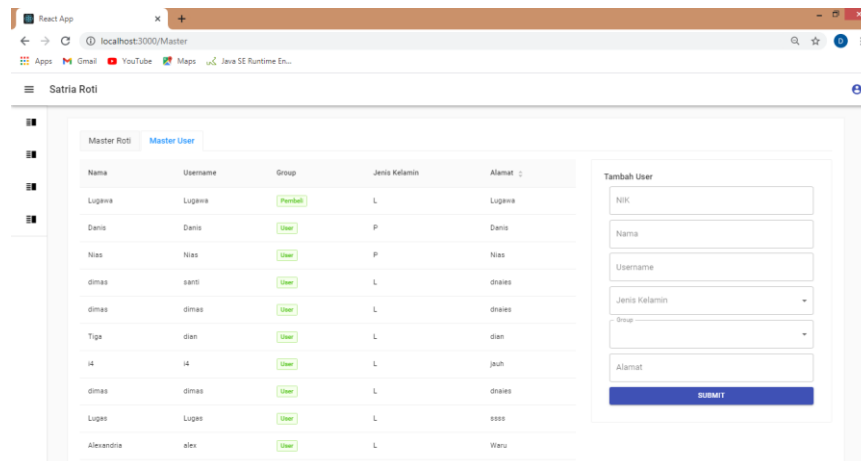 React App
localhost:3000/Master
Apps Gmail YouTube Maps Java SE Runtime En...
D
Satria Roti
Master Roti Master User
Nama Username Group Jenis Kelamin Alamat
Lugawa Lugawa Pembeli L Lugawa
Danis Danis User P Danis
Nias Nias User P Nias
dimas santi User L dnaies
dimas dimas User L dnaies
Tiga dian User L dian
i4 i4 User L jauh
dimas dimas User L dnaies
Lugas Lugas User L ssss
Alexandria alex User L Waru
Tambah User
NIK
Nama
Username
Jenis Kelamin
Group
Alamat
SUBMIT